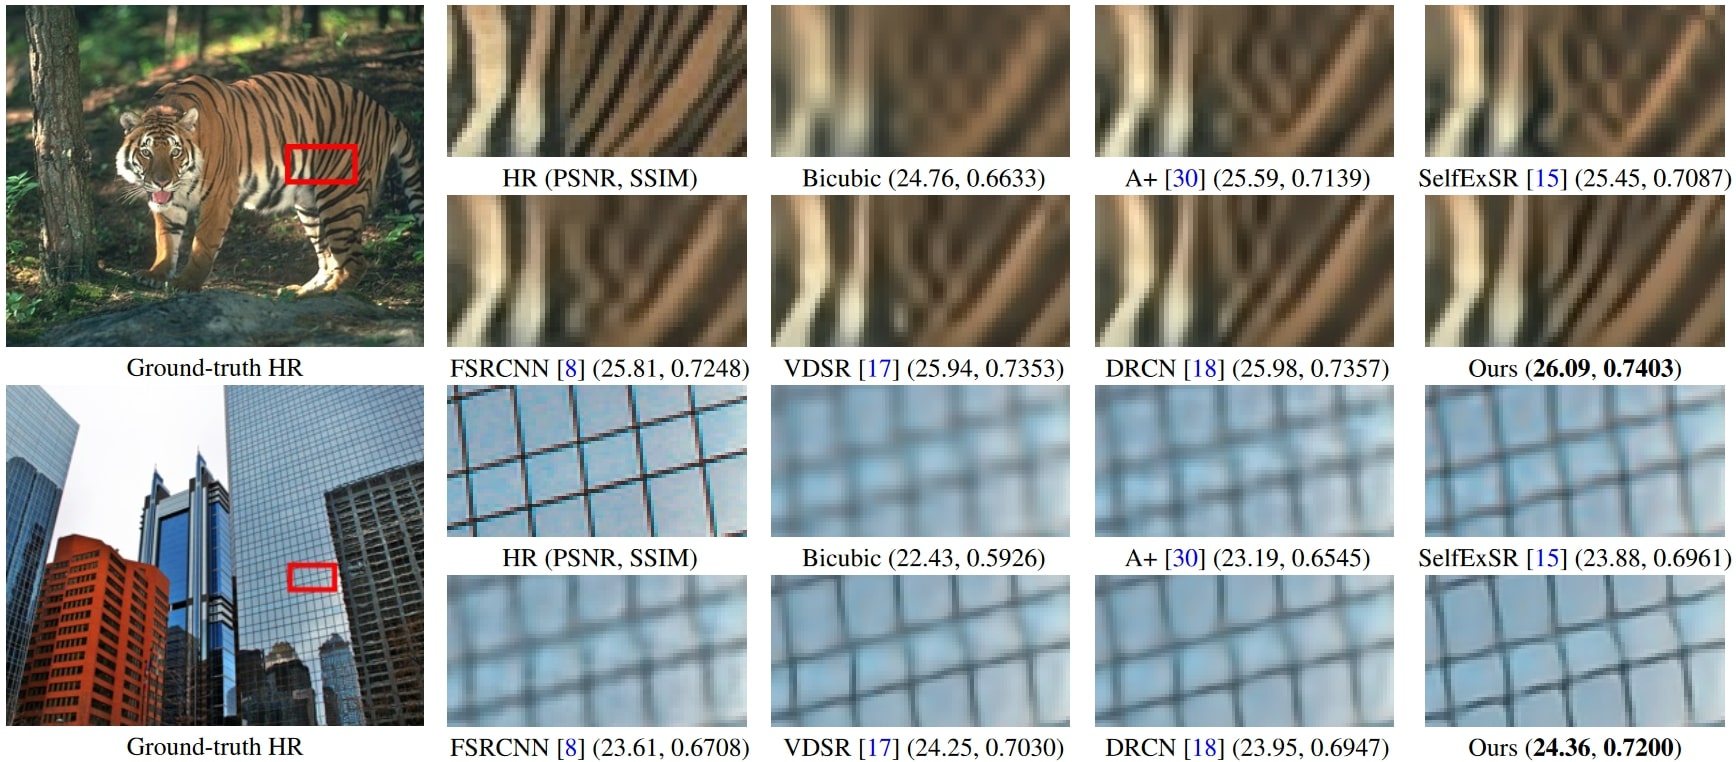 HR (PSNR, SSIM)
Bicubic (24.76, 0.6633)
A+ [30] (25.59, 0.7139)
SelfExSR [15] (25.45, 0.7087)
Ground-truth HR
FSRCNN [8] (25.81, 0.7248)
VDSR [17] (25.94, 0.7353)
DRCN [18] (25.98, 0.7357)
Ours (26.09, 0.7403)
HR (PSNR, SSIM)
Bicubic (22.43, 0.5926)
A+ [30] (23.19, 0.6545)
SelfExSR [15] (23.88, 0.6961)
Ground-truth HR
FSRCNN [8] (23.61, 0.6708)
VDSR [17] (24.25, 0.7030)
DRCN [18] (23.95, 0.6947)
Ours (24.36, 0.7200)